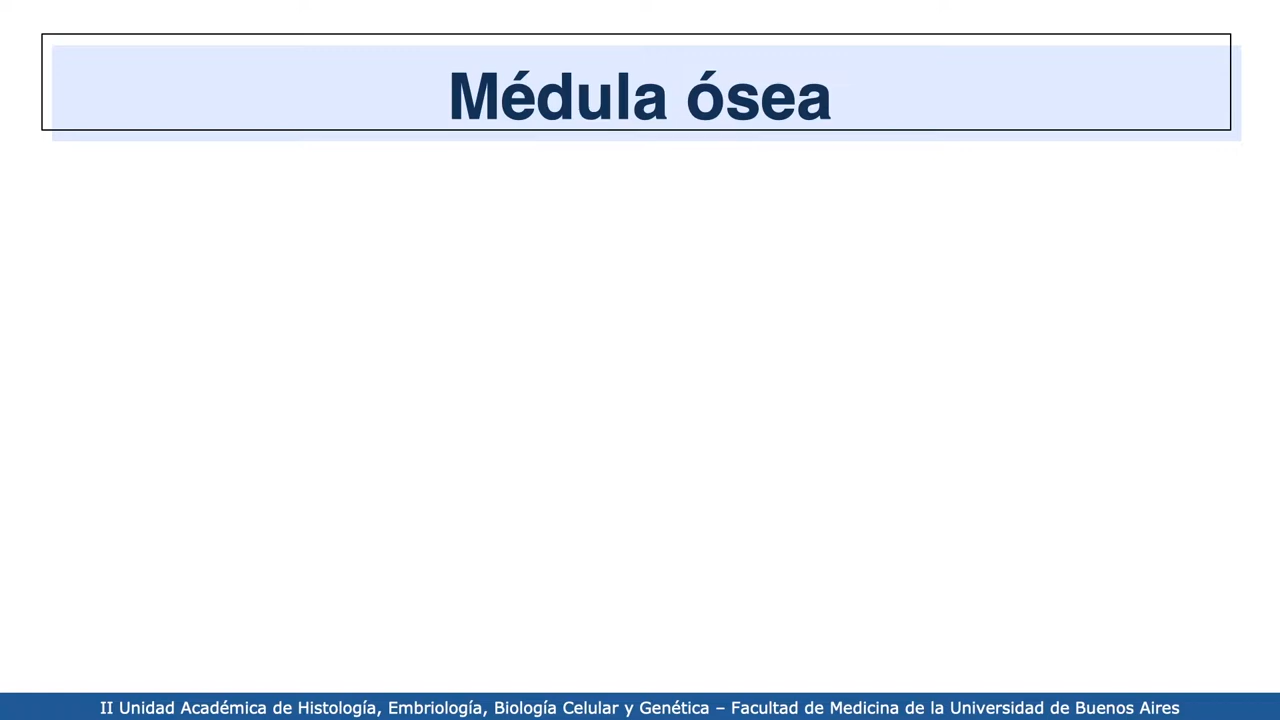 Médula ósea
II Unidad Académica de Histología, Embriología, Biología Celular y Genética – Facultad de Medicina de la Universidad de Buenos Aires